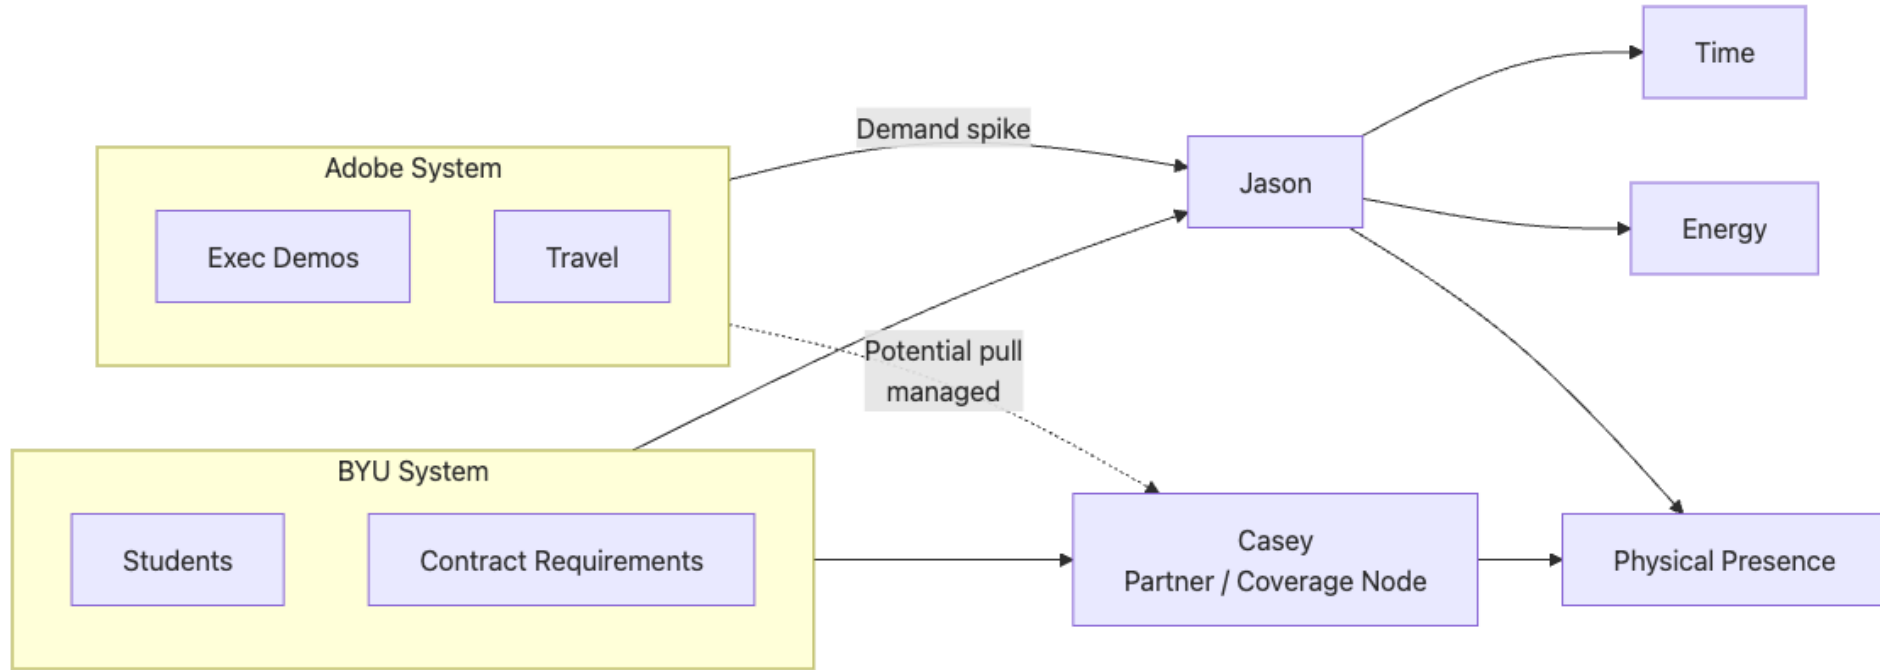 Time
Demand spike
Adobe System
Jason
Exec Demos
Travel
Energy
Potential pull
managed
BYU System
Students
Contract Requirements
Casey
Partner / Coverage Node
Physical Presence